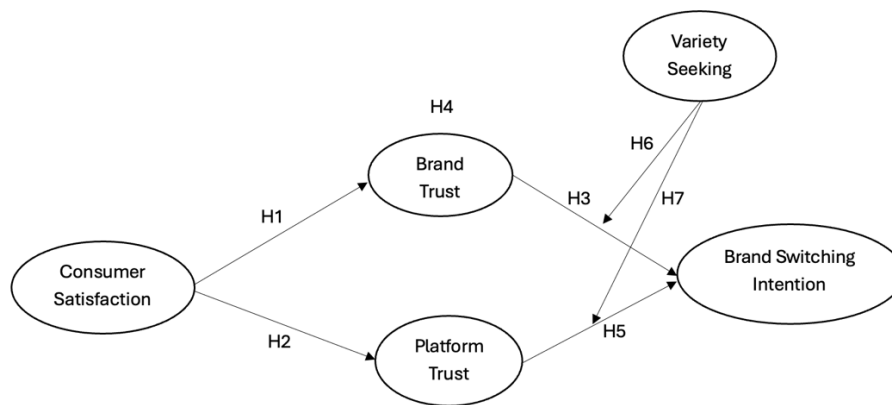 Variety
Seeking
H4
Brand
Trust
H6
H3
H7
H1
Consumer
Satisfaction
Brand Switching
Intention
H2
Platform
Trust
H5